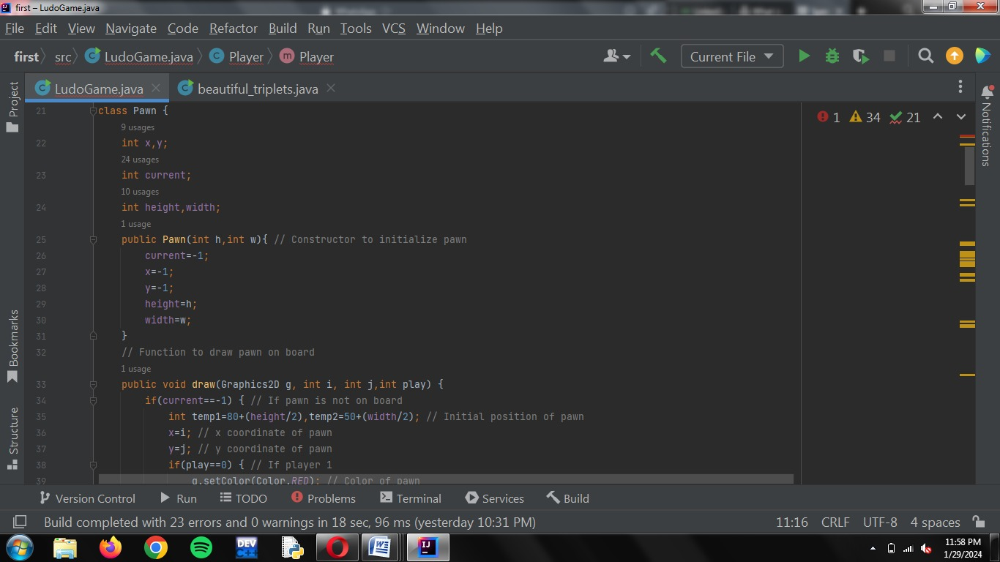 first – LudoGame.java
File Edit View Navigate Code Refactor Build Run Tools VCS Window Help
first src LudoGame.java Player Player Current File
LudoGame.java beautiful_triplets.java
Project
Bookmarks
Structure
Notifications
1 34 21
21 class Pawn {
9 usages
22 int x,y;
24 usages
23 int current;
10 usages
24 int height,width;
1 usage
25 public Pawn(int h,int w){ // Constructor to initialize pawn
26 current=-1;
27 x=-1;
28 y=-1;
29 height=h;
30 width=w;
31 }
32 // Function to draw pawn on board
1 usage
33 public void draw(Graphics2D g, int i, int j,int play) {
34 if(current==-1) { // If pawn is not on board
35 int temp1=80+(height/2),temp2=50+(width/2); // Initial position of pawn
36 x=i; // x coordinate of pawn
37 y=j; // y coordinate of pawn
38 if(play==0) { // If player 1
39 g.setColor(Color.RED); // Color of pawn
Version Control Run TODO Problems Terminal Services Build
Build completed with 23 errors and 0 warnings in 18 sec, 96 ms (yesterday 10:31 PM) 11:16 CRLF UTF-8 4 spaces
DEV C++ IJ
11:58 PM
1/29/2024